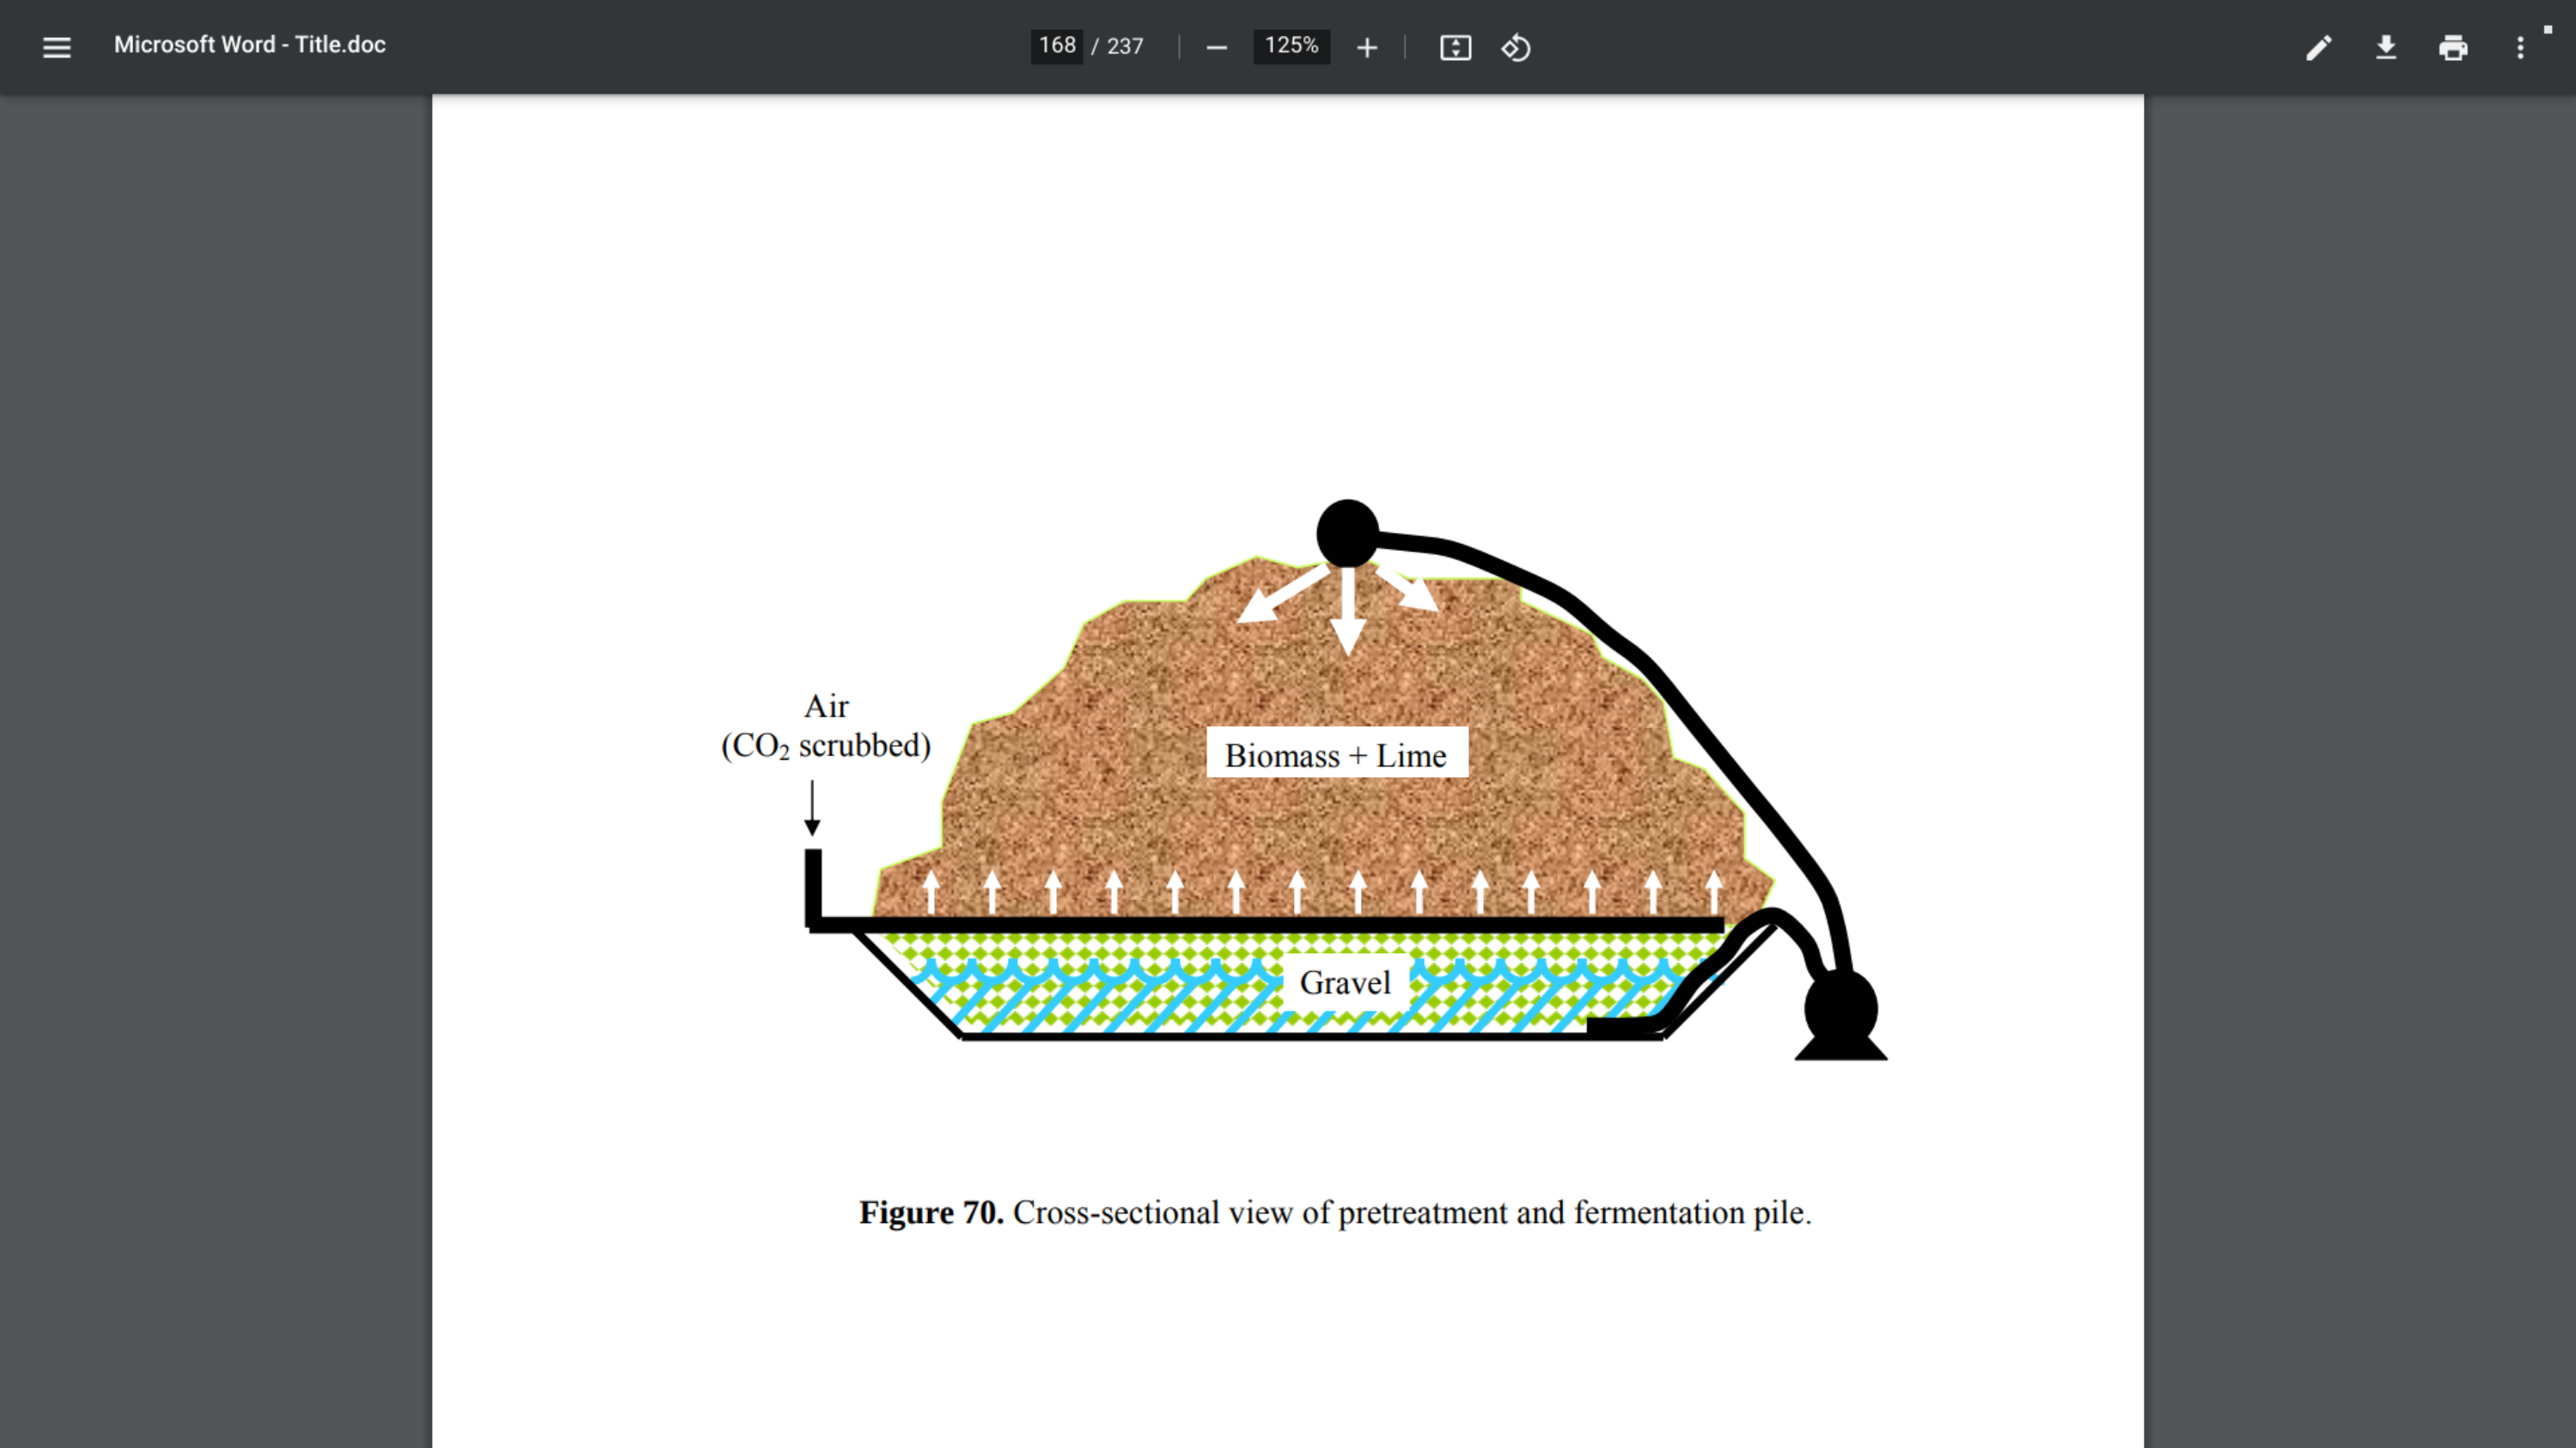 Microsoft Word - Title.doc
168 / 237
125%
Air
(CO₂ scrubbed)
Biomass + Lime
Gravel
Figure 70. Cross-sectional view of pretreatment and fermentation pile.